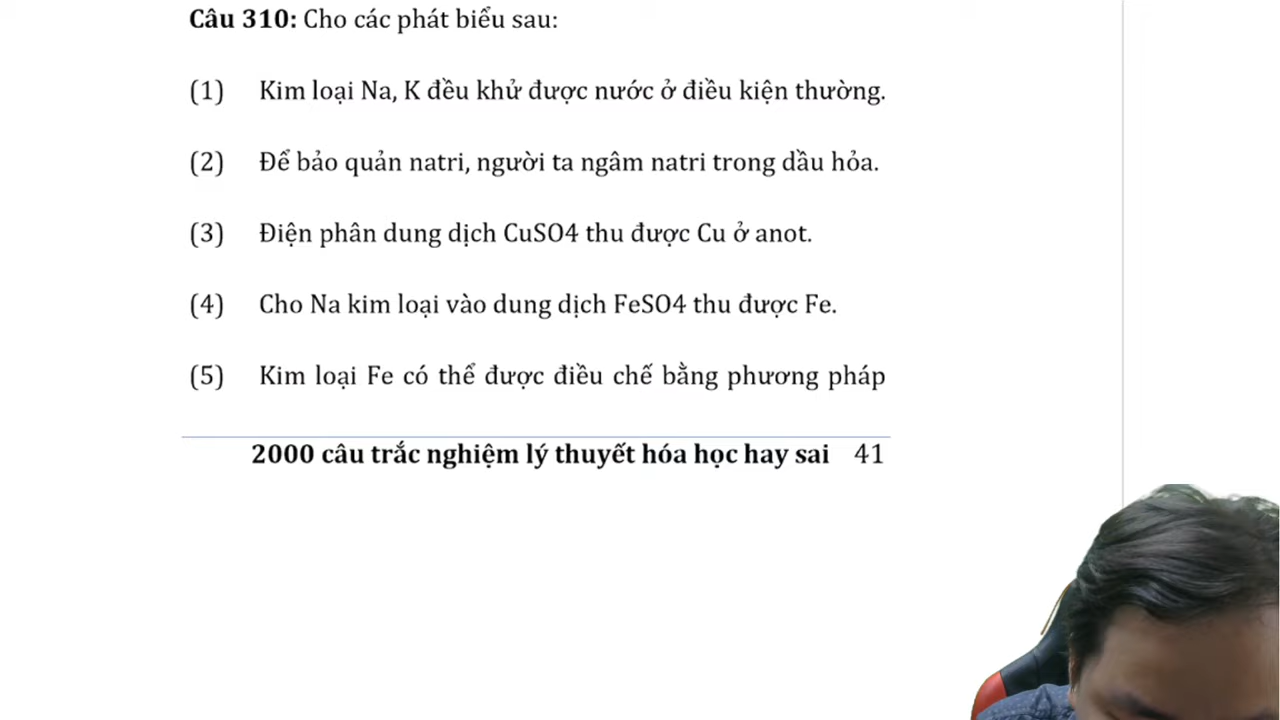 Câu 310: Cho các phát biểu sau:
(1) Kim loại Na, K đều khử được nước ở điều kiện thường.
(2) Để bảo quản natri, người ta ngâm natri trong dầu hỏa.
(3) Điện phân dung dịch CuSO4 thu được Cu ở anot.
(4) Cho Na kim loại vào dung dịch FeSO4 thu được Fe.
(5) Kim loại Fe có thể được điều chế bằng phương pháp
2000 câu trắc nghiệm lý thuyết hóa học hay sai 41